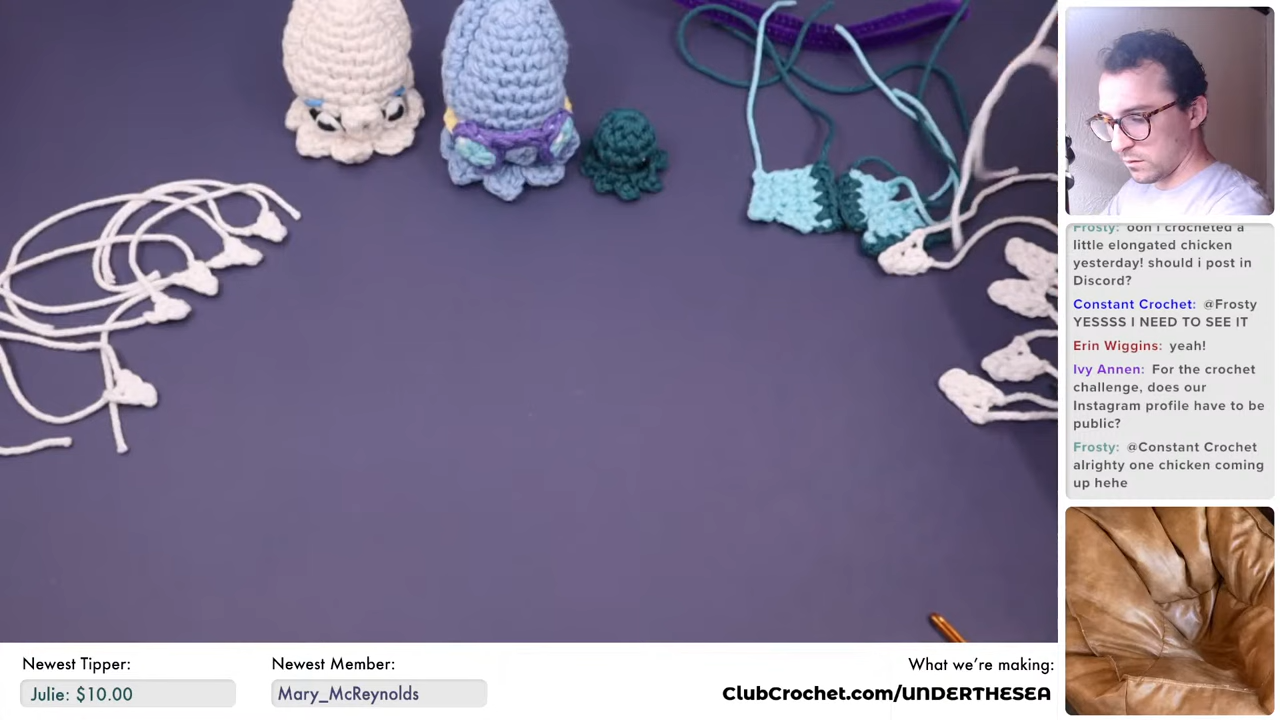 Frosty: ooh i crocheted a
little elongated chicken
yesterday! should i post in
Discord?
Constant Crochet: @Frosty
YESSSS I NEED TO SEE IT
Erin Wiggins: yeah!
Ivy Annen: For the crochet
challenge, does our
Instagram profile have to be
public?
Frosty: @Constant Crochet
alrighty one chicken coming
up hehe
Newest Tipper:
Julie: $10.00
Newest Member:
Mary_McReynolds
What we're making:
ClubCrochet.com/UNDERTHESEA